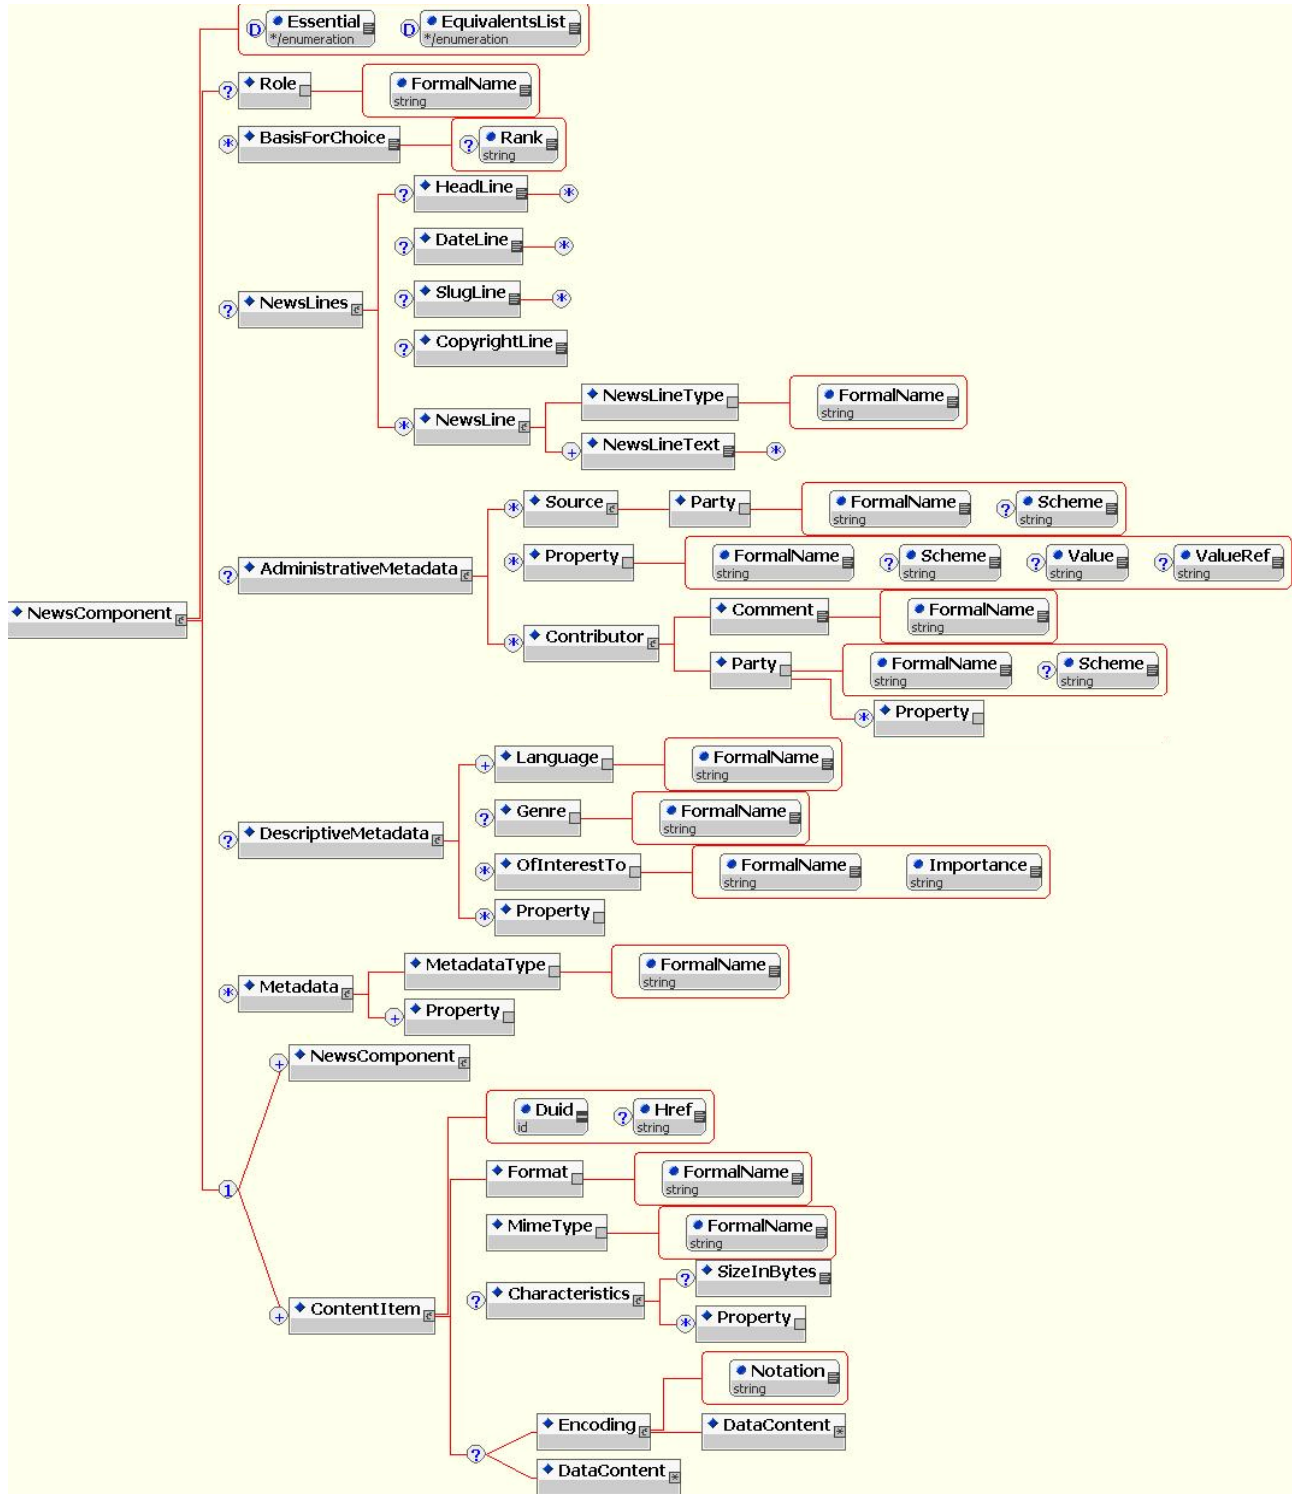 Essential
*/enumeration
EquivalentsList
*/enumeration
Role
FormalName
string
BasisForChoice
Rank
string
NewsLines
HeadLine
DateLine
SlugLine
CopyrightLine
NewsLine
NewsLineType
FormalName
string
NewsLineText
AdministrativeMetadata
Source
Party
FormalName
string
Scheme
string
Property
FormalName
string
Scheme
string
Value
string
ValueRef
string
NewsComponent
Contributor
Comment
FormalName
string
Party
FormalName
string
Scheme
string
Property
DescriptiveMetadata
Language
FormalName
string
Genre
FormalName
string
OfInterestTo
FormalName
string
Importance
string
Property
Metadata
MetadataType
FormalName
string
Property
NewsComponent
1
ContentItem
Duid
id
Href
string
Format
FormalName
string
MimeType
FormalName
string
Characteristics
SizeInBytes
Property
Encoding
Notation
string
DataContent
DataContent